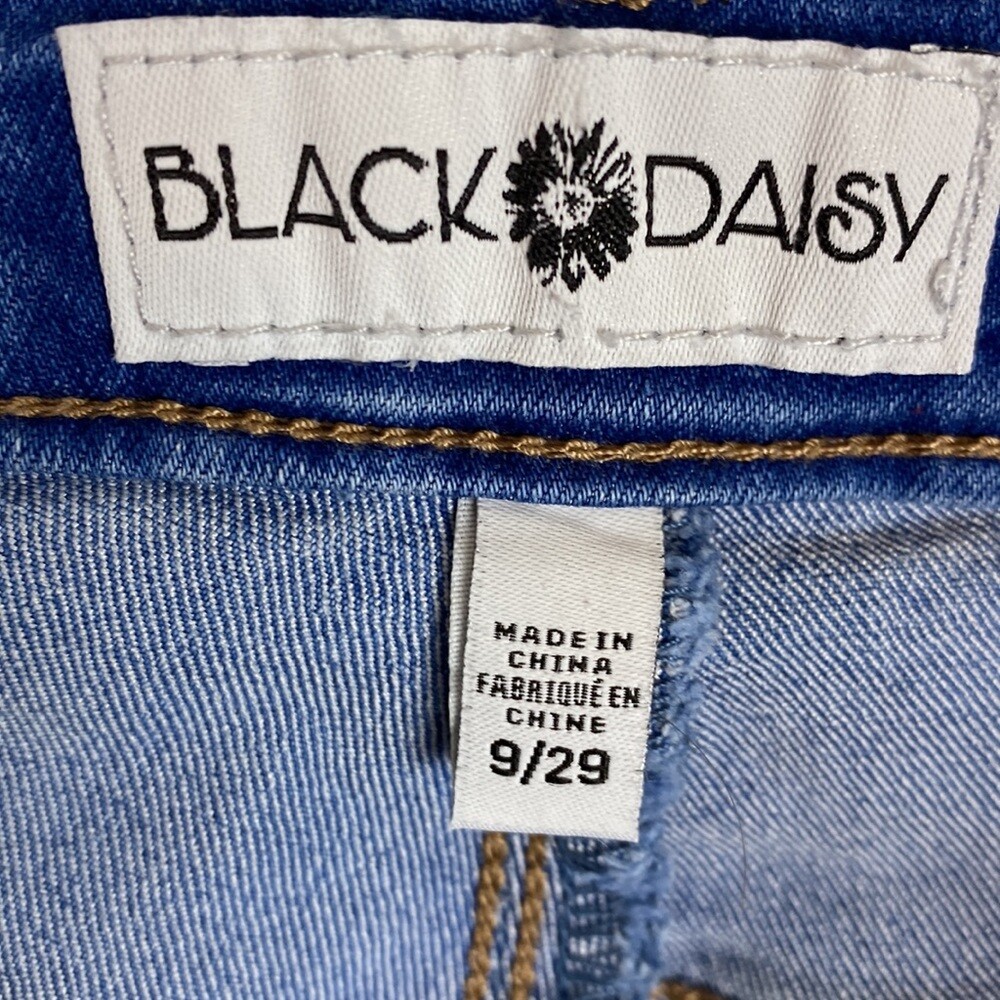 BLACK DAISY
MADE IN
CHINA
FABRIQUÉ EN
CHINE
9/29